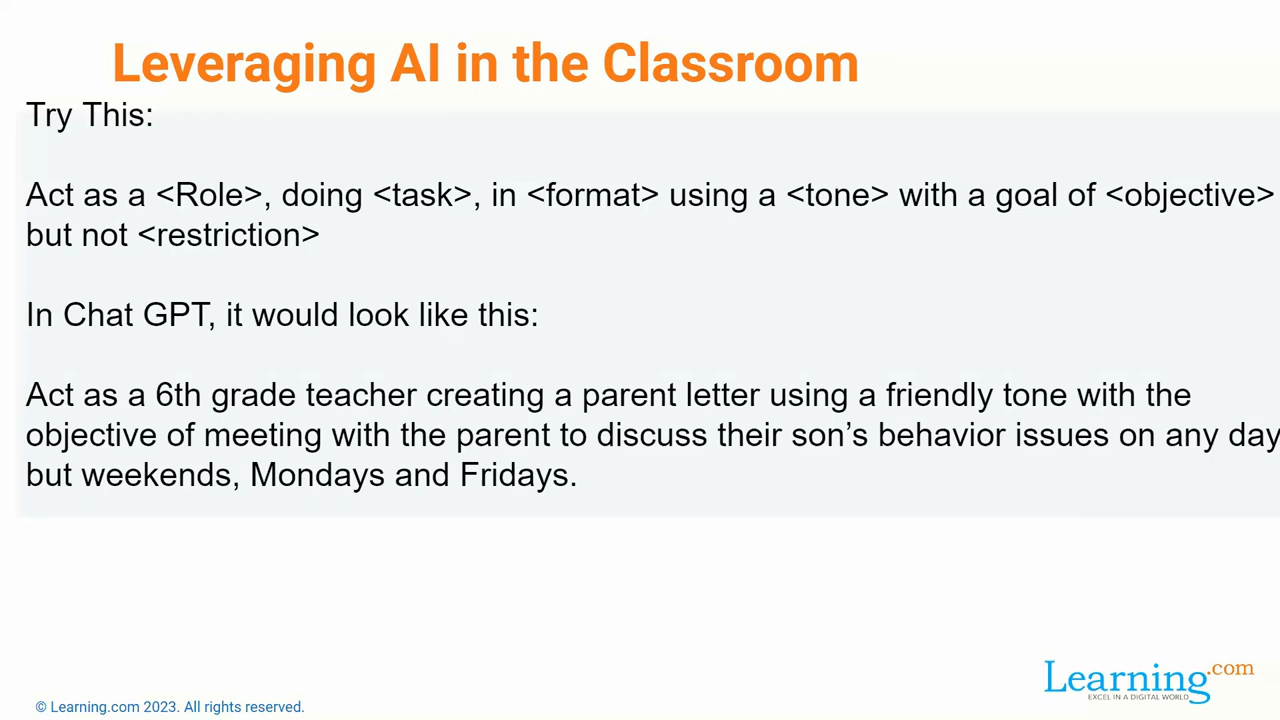 Leveraging AI in the Classroom
Try This:
Act as a <Role>, doing <task>, in <format> using a <tone> with a goal of <objective>
but not <restriction>
In Chat GPT, it would look like this:
Act as a 6th grade teacher creating a parent letter using a friendly tone with the
objective of meeting with the parent to discuss their son’s behavior issues on any day
but weekends, Mondays and Fridays.
Learning.com
EXCEL IN A DIGITAL WORLD
© Learning.com 2023. All rights reserved.